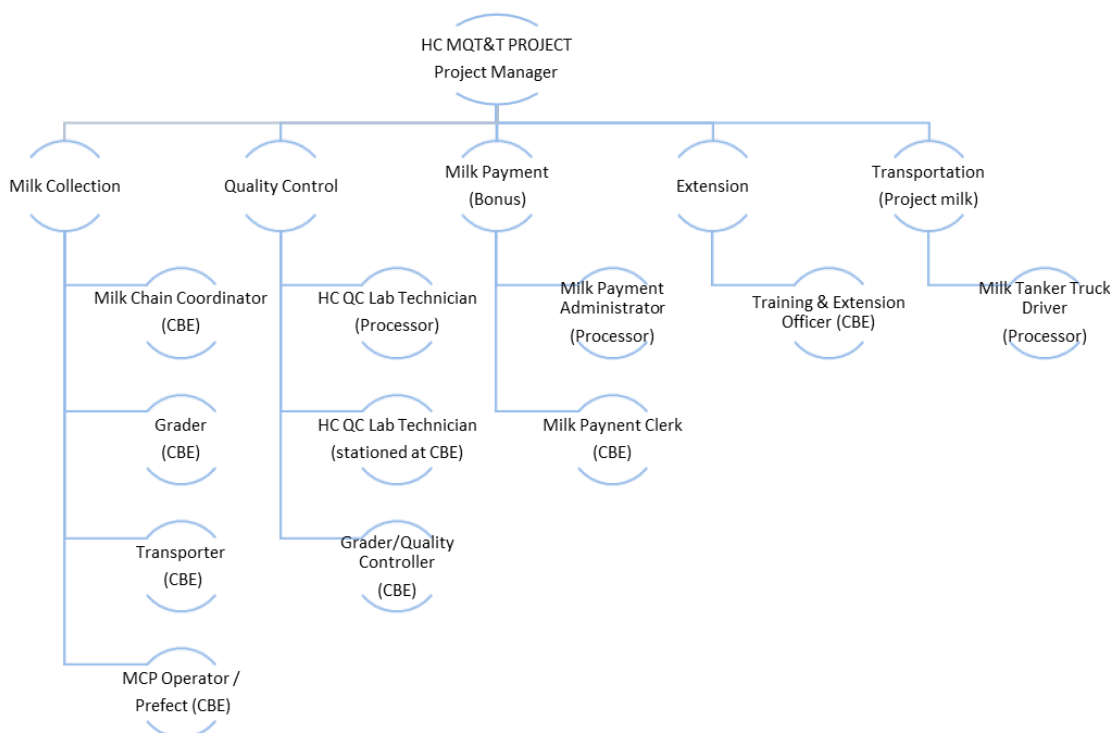 HC MQT&T PROJECT
Project Manager
Milk Collection
Quality Control
Milk Payment
(Bonus)
Extension
Transportation
(Project milk)
Milk Chain Coordinator
(CBE)
HC QC Lab Technician
(Processor)
Milk Payment
Administrator
(Processor)
Training & Extension
Officer (CBE)
Milk Tanker Truck
Driver
(Processor)
Grader
(CBE)
HC QC Lab Technician
(stationed at CBE)
Milk Paynent Clerk
(CBE)
Transporter
(CBE)
Grader/Quality
Controller
(CBE)
MCP Operator /
Prefect (CBE)